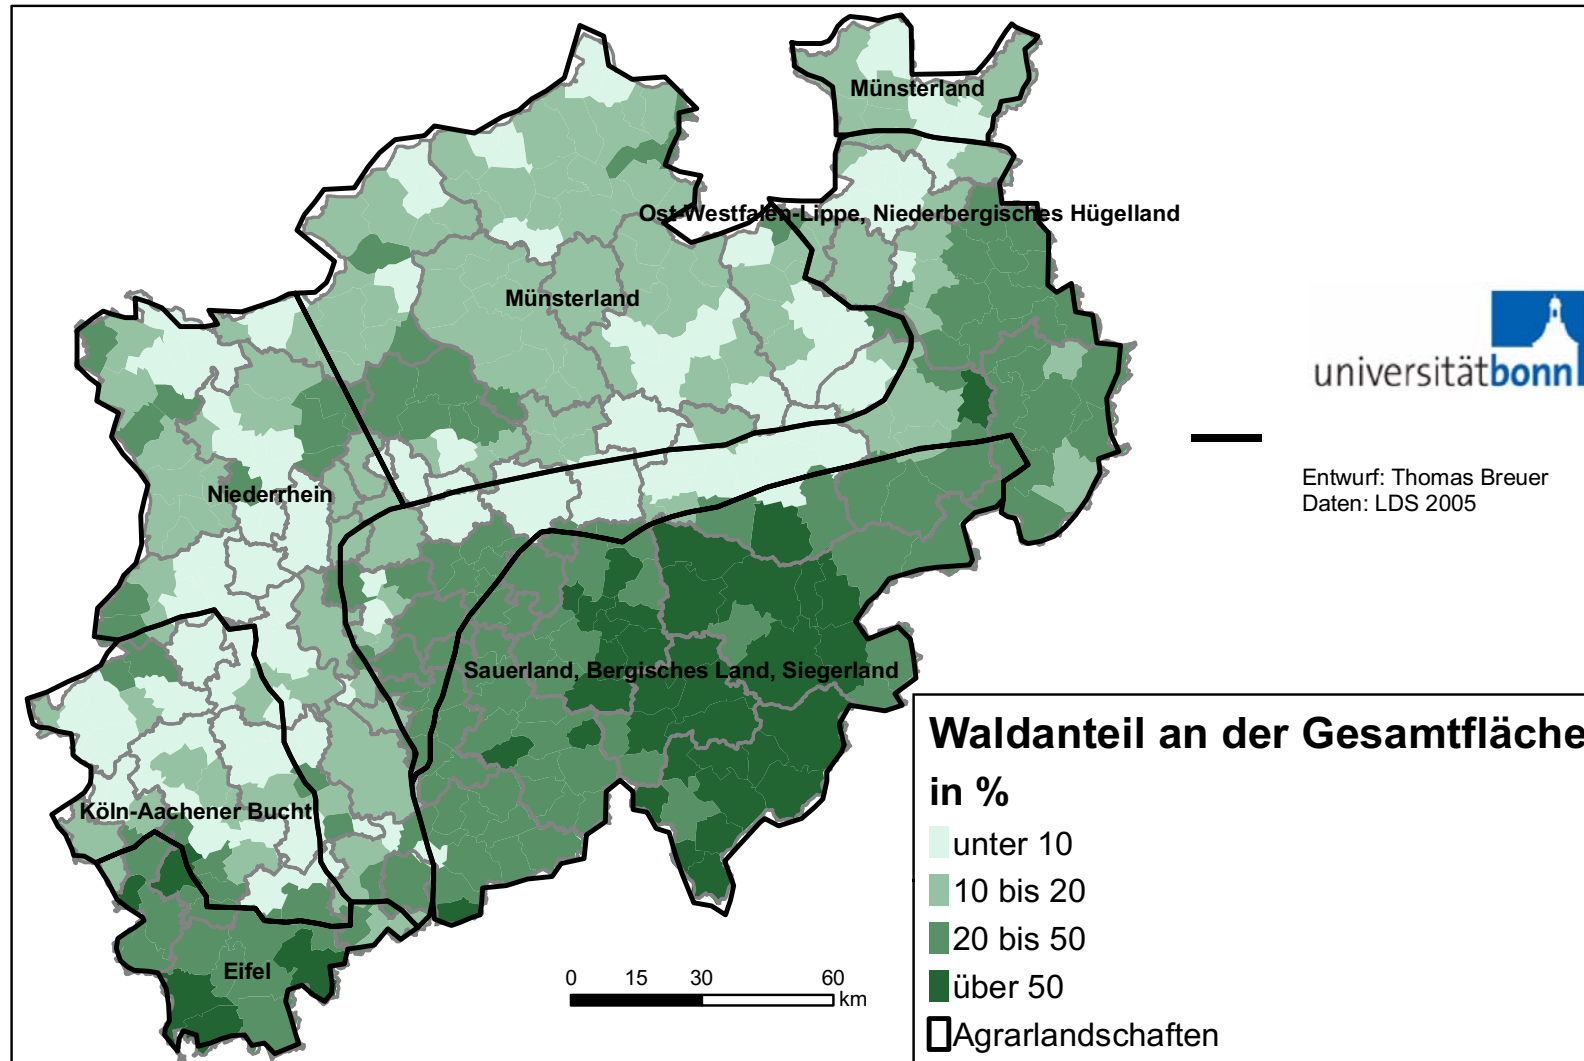 Münsterland
Ost-Westfalen-Lippe, Niederbergisches Hügelland
Münsterland
Niederrhein
Sauerland, Bergisches Land, Siegerland
Köln-Aachener Bucht
Eifel
0 15 30 60
km
universitätbonn
Entwurf: Thomas Breuer
Daten: LDS 2005
Waldanteil an der Gesamtfläche
in %
unter 10
10 bis 20
20 bis 50
über 50
Agrarlandschaften